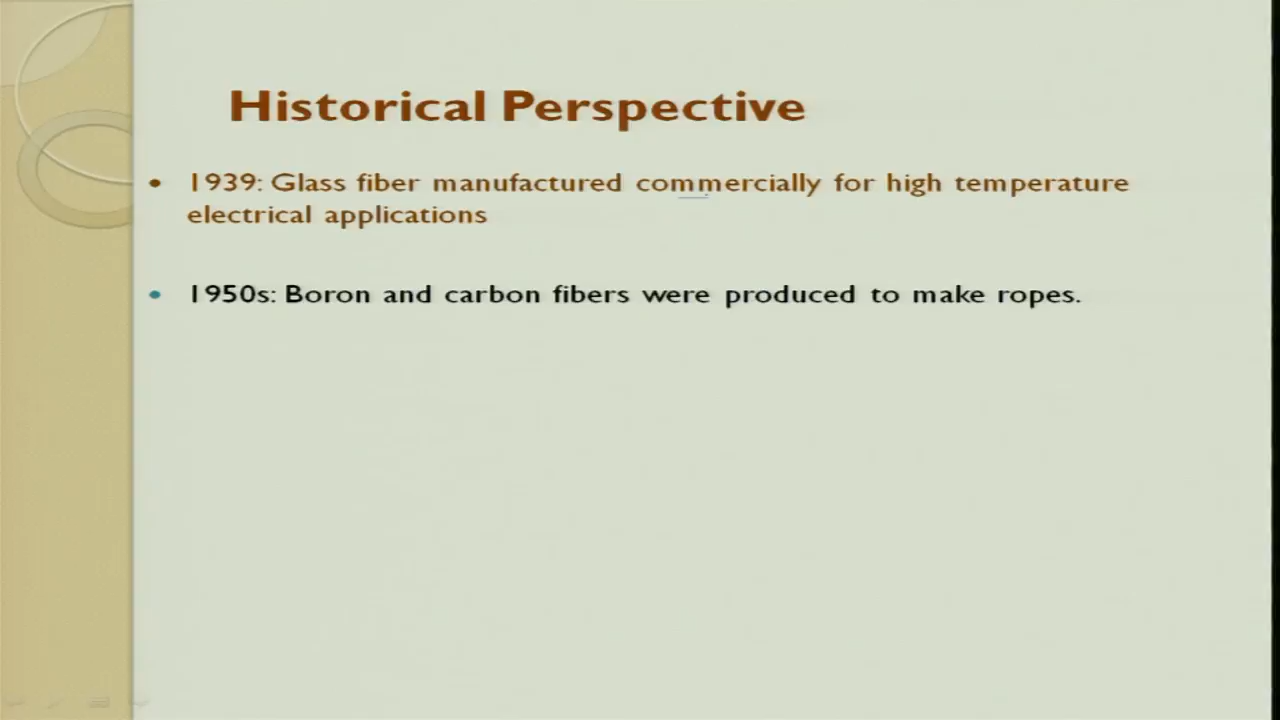 Historical Perspective
• 1939: Glass fiber manufactured commercially for high temperature
electrical applications
• 1950s: Boron and carbon fibers were produced to make ropes.